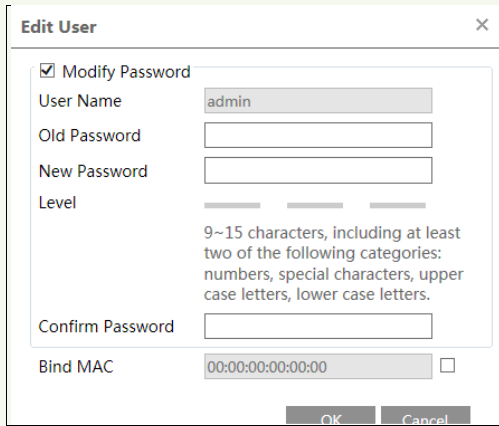 Edit User
Modify Password
User Name admin
Old Password
New Password
Level
9~15 characters, including at least
two of the following categories:
numbers, special characters, upper
case letters, lower case letters.
Confirm Password
Bind MAC 00:00:00:00:00:00
OK Cancel